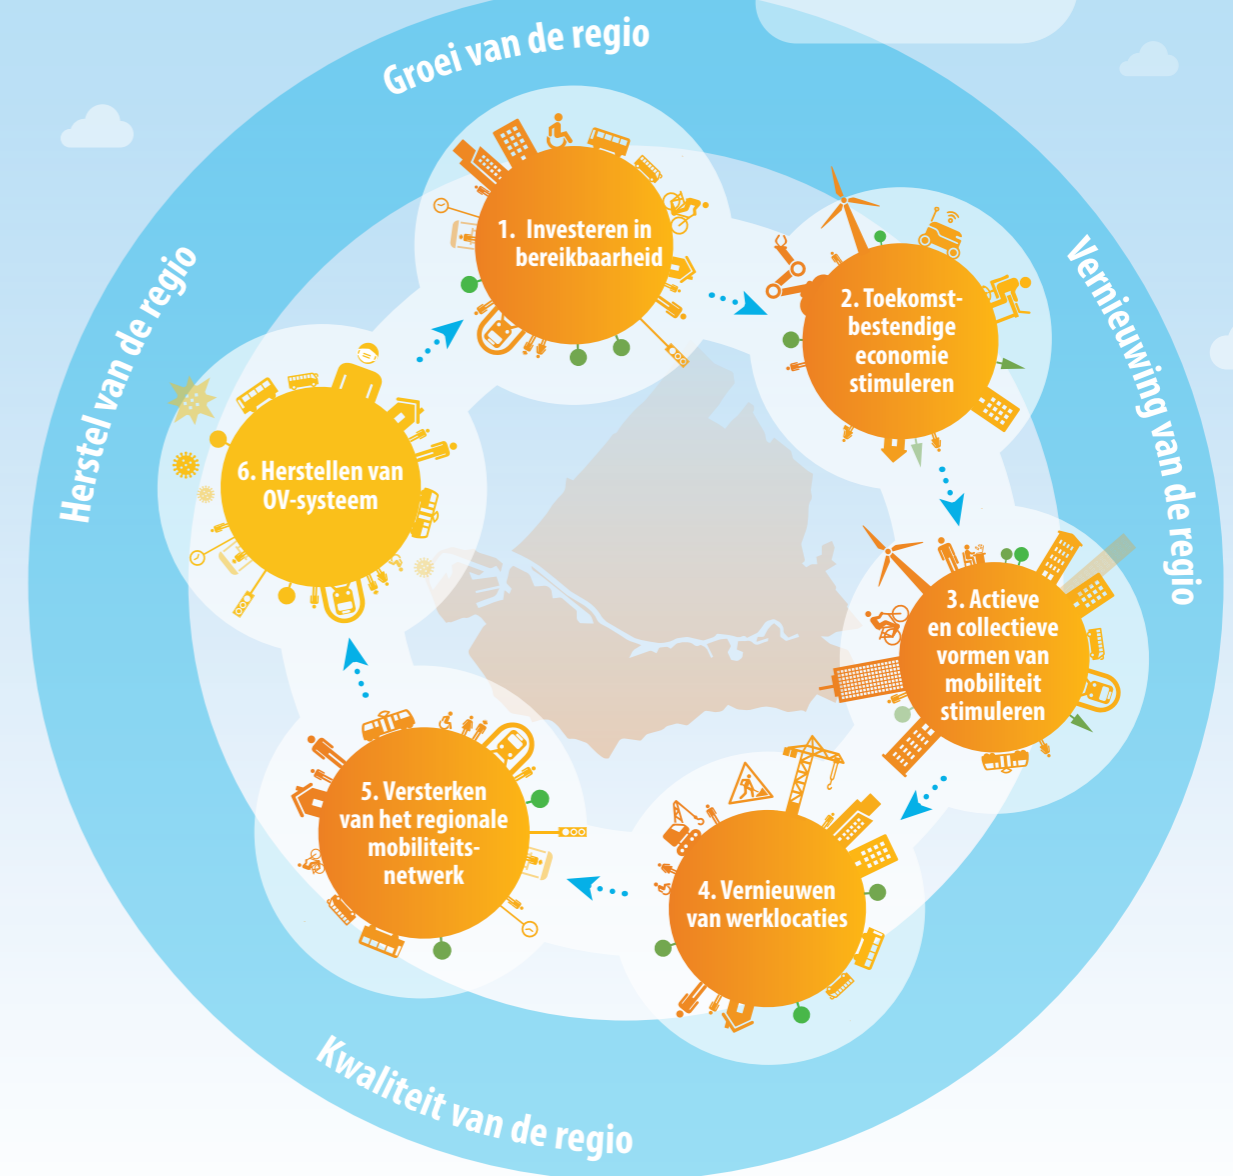 Groei van de regio
Vernieuwing van de regio
Kwaliteit van de regio
Herstel van de regio
1. Investeren in
bereikbaarheid
2. Toekomst-
bestendige
economie
stimuleren
3. Actieve
en collectieve
vormen van
mobiliteit
stimuleren
4. Vernieuwen
van werklocaties
5. Versterken
van het regionale
mobiliteits-
netwerk
6. Herstellen van
OV-systeem